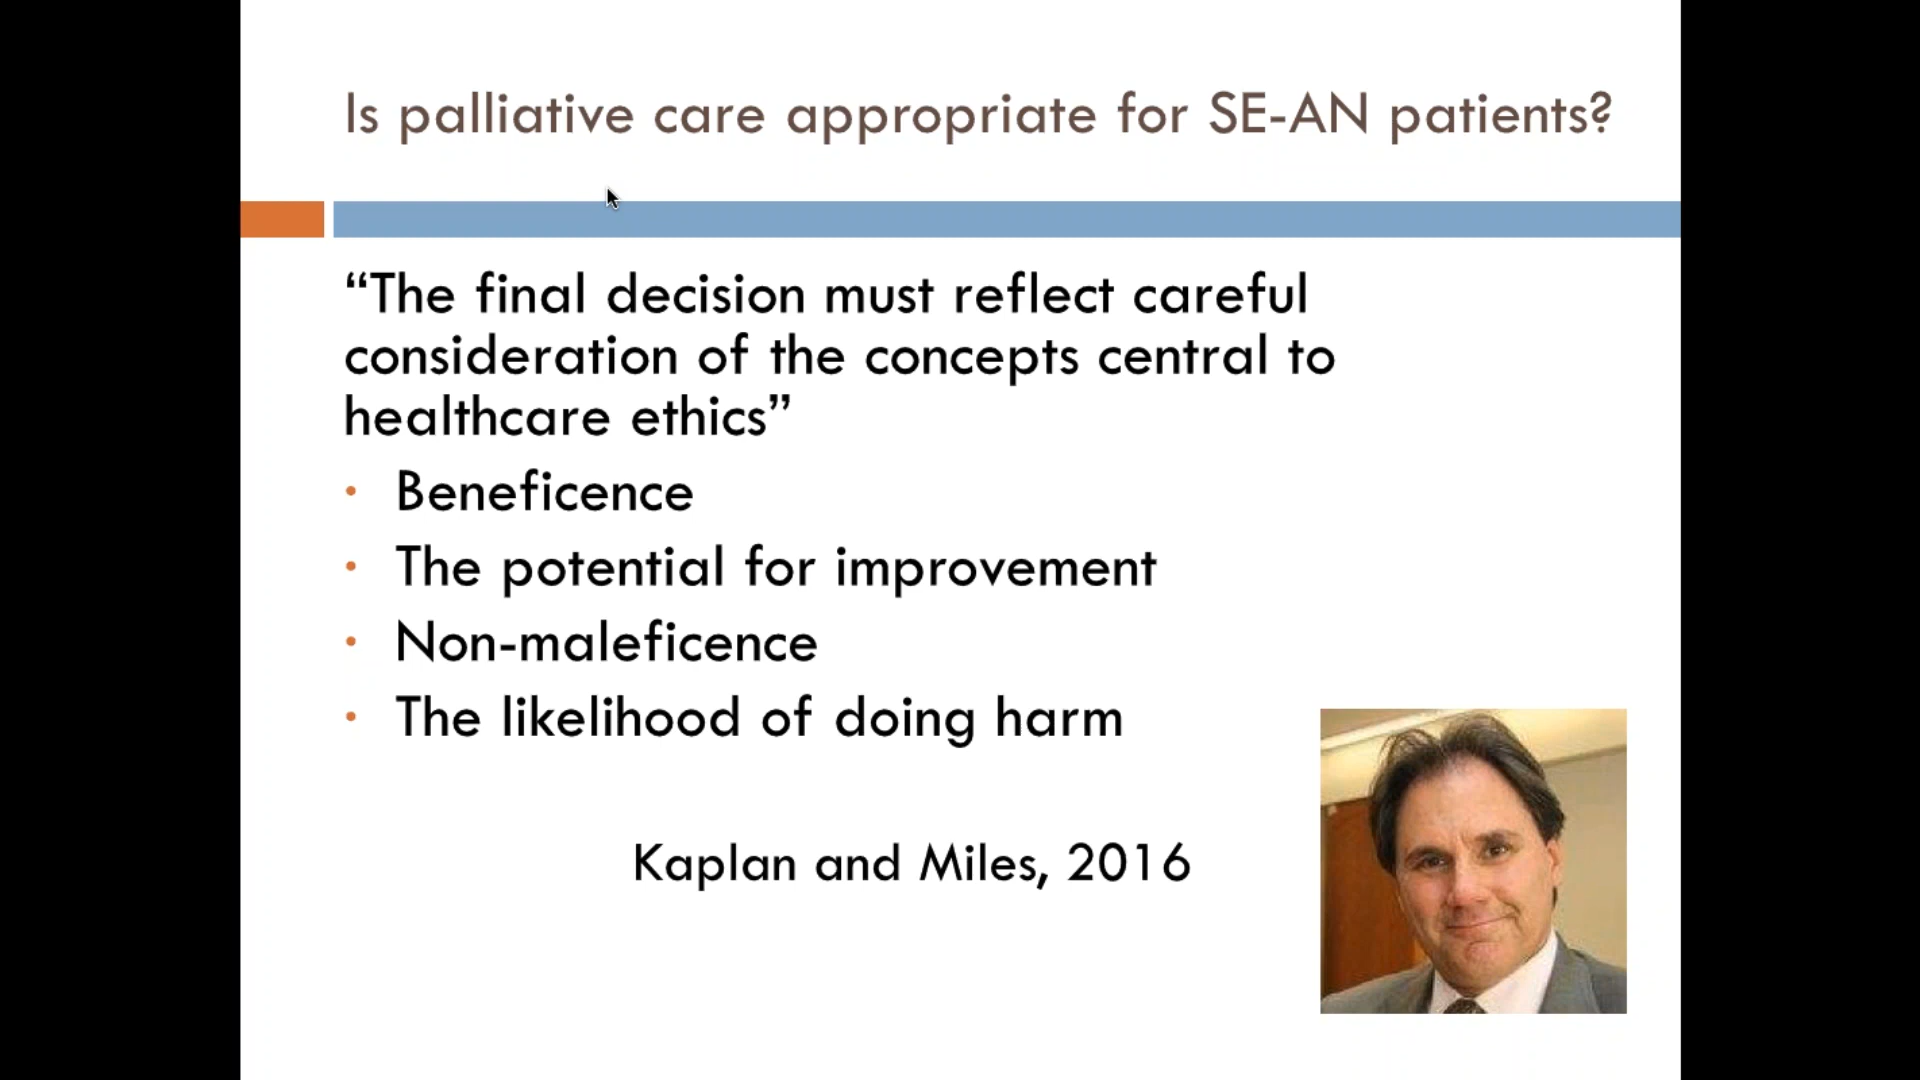 Is palliative care appropriate for SE-AN patients?
“The final decision must reflect careful
consideration of the concepts central to
healthcare ethics”
• Beneficence
• The potential for improvement
• Non-maleficence
• The likelihood of doing harm
Kaplan and Miles, 2016